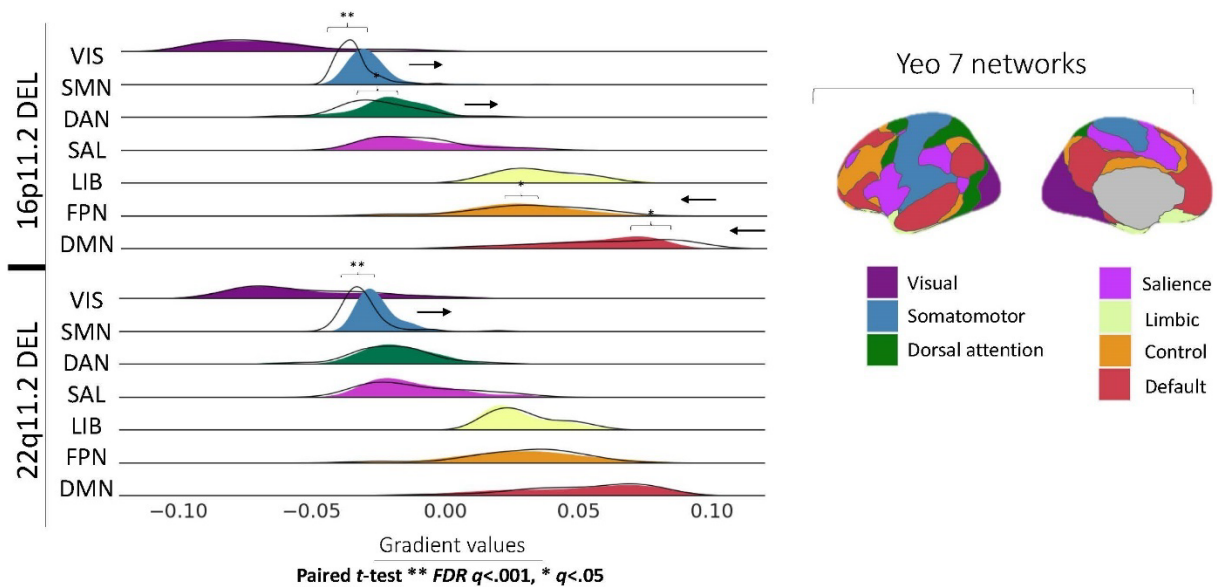 16p11.2 DEL
**
VIS
SMN
*
DAN
SAL
LIB
*
FPN
*
DMN
22q11.2 DEL
**
VIS
SMN
DAN
SAL
LIB
FPN
DMN
−0.10 −0.05 0.00 0.05 0.10
Gradient values
Paired t-test ** FDR q<.001, * q<.05
Yeo 7 networks
Visual
Somatomotor
Dorsal attention
Salience
Limbic
Control
Default